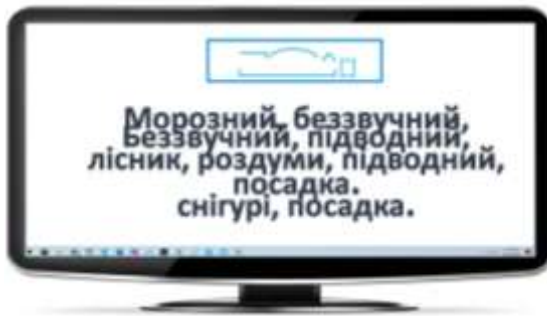 Морозний, беззвучний,
Беззвучний, підводний,
лісник, роздуми, підводний,
посадка.
снігурі, посадка.